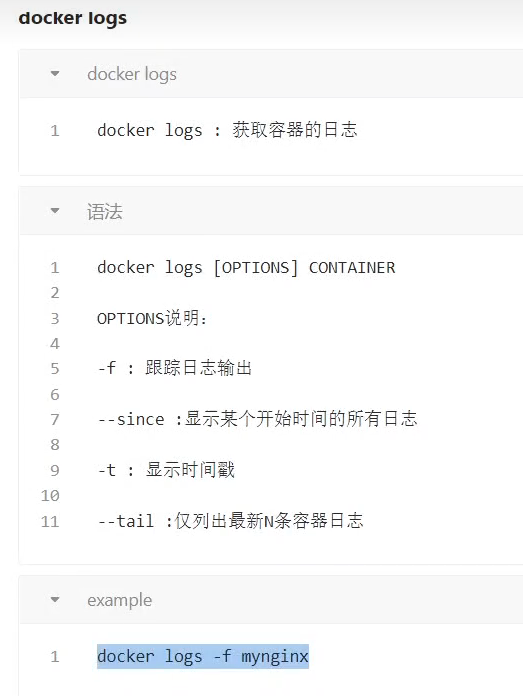 docker logs
docker logs
1 docker logs : 获取容器的日志
语法
1 docker logs [OPTIONS] CONTAINER
2
3 OPTIONS说明：
4
5 -f : 跟踪日志输出
6
7 --since :显示某个开始时间的所有日志
8
9 -t : 显示时间戳
10
11 --tail :仅列出最新N条容器日志
example
1 docker logs -f mynginx